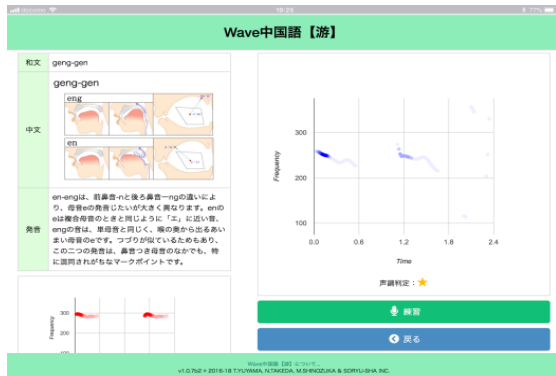 docomo
19:25
77%
Wave中国語【游】
和文
geng-gen
中文
geng-gen
eng
en
発音
en-engは、前鼻音-nと後ろ鼻音ーngの違いによ
り、母音eの発音じたいが大きく異なります。enの
eは複合母音のときと同じように「エ」に近い音、
engの音は、単母音と同じく、喉の奥から出るあい
まい母音のeです。つづりが似ているためもあり、
この二つの発音は、鼻音つき母音のなかでも、特
に混同されがちなマークポイントです。
Frequency
300
200
100
300
200
100
0.0
0.6
1.2
1.8
2.4
Frequency
Time
声調判定：
練習
戻る
Wave中国語【游】について...
v1.0.7b2 © 2016-18 T.YUYAMA, N.TAKEDA, M.SHINOZUKA & SORYU-SHA INC.